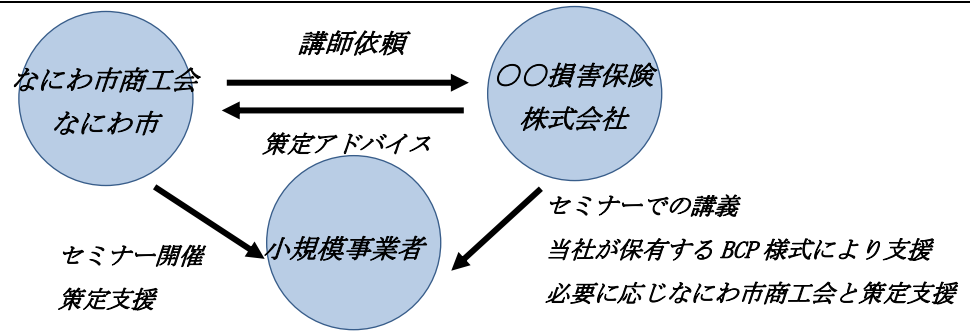 講師依頼
なにわ市商工会
なにわ市
〇〇損害保険
株式会社
策定アドバイス
小規模事業者
セミナー開催
策定支援
セミナーでの講義
当社が保有する BCP 様式により支援
必要に応じなにわ市商工会と策定支援